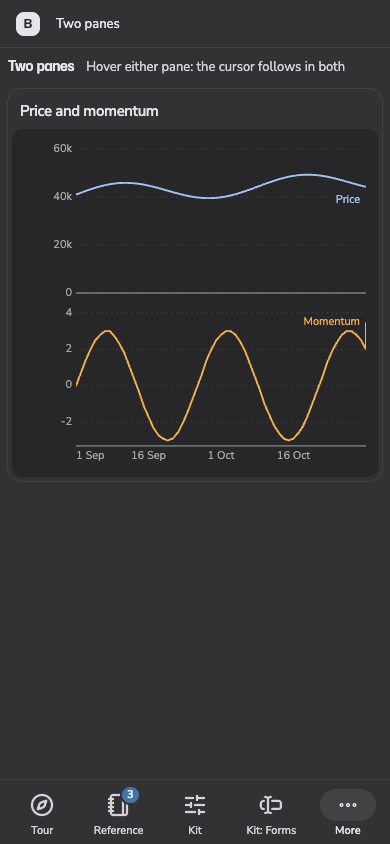 B Two panes
Two panes Hover either pane: the cursor follows in both
Price and momentum
60k
40k
Price
20k
0
4
Momentum
2
0
-2
1 Sep 16 Sep 1 Oct 16 Oct
3
Tour Reference Kit Kit: Forms More